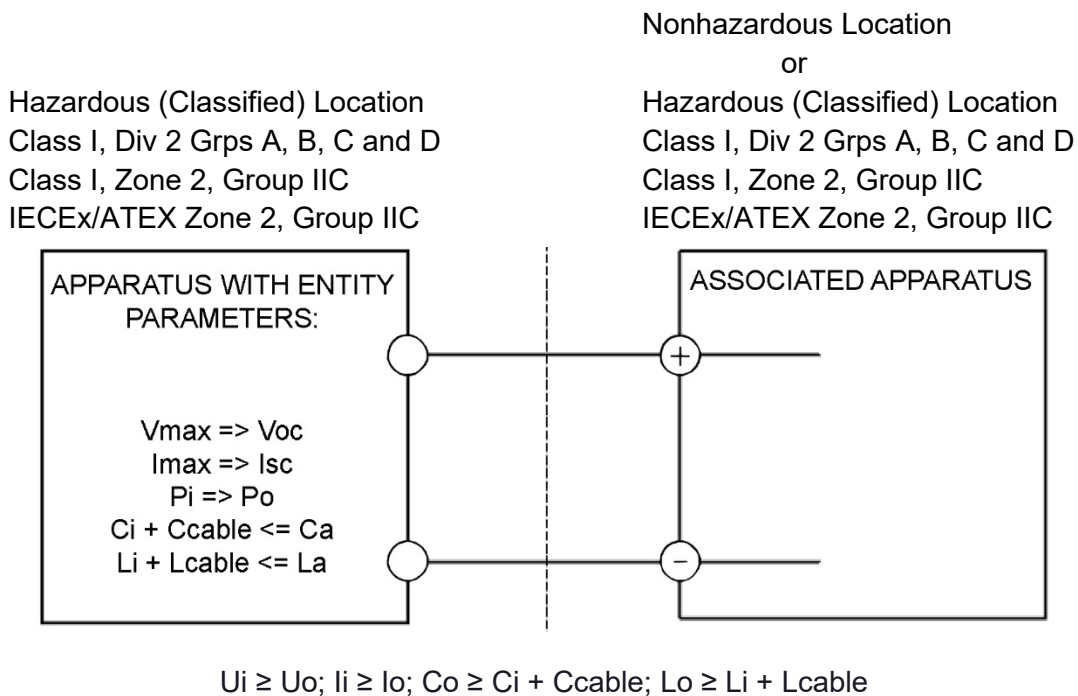 Hazardous (Classified) Location
Class I, Div 2 Grps A, B, C and D
Class I, Zone 2, Group IIC
IECEx/ATEX Zone 2, Group IIC
Nonhazardous Location
or
Hazardous (Classified) Location
Class I, Div 2 Grps A, B, C and D
Class I, Zone 2, Group IIC
IECEx/ATEX Zone 2, Group IIC
APPARATUS WITH ENTITY
PARAMETERS:
Vmax => Voc
Imax => Isc
Pi => Po
Ci + Ccable <= Ca
Li + Lcable <= La
ASSOCIATED APPARATUS
+
−
Ui ≥ Uo; Ii ≥ Io; Co ≥ Ci + Ccable; Lo ≥ Li + Lcable